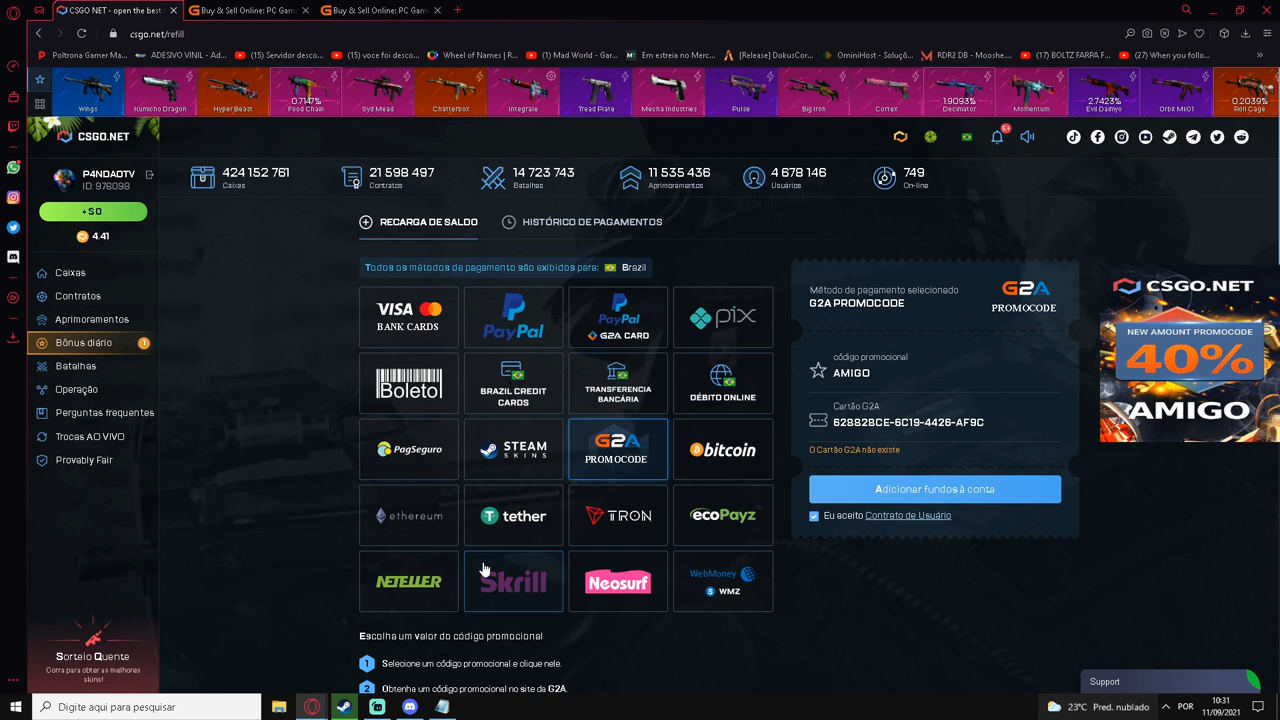 CSGO.NET - open the best
Buy & Sell Online: PC Gam
Buy & Sell Online: PC Gam
csgo.net/refill
Poltrona Gamer Ma...
ADESIVO VINIL - Ad...
(15) Servidor disco...
(15) voce foi desco...
Wheel of Names | R...
(1) Mad World - Gar...
Em estreia no Merc...
[Release] DokusCor...
OminiHost - Soluçõ...
RDR2 DB - Mooshe...
(17) BOLTZ FARPA F...
(27) When you follo...
Wings
Kumicho Dragon
Hyper Beast
0.7147%
Food Chain
Syd Mead
Chatterbox
Integrale
Tread Plate
Mecha Industries
Pulse
Big Iron
Cortex
1.9093%
Decimator
Momentum
2.7423%
Evil Daimyo
Orbit Mk01
0.2039%
Roll Cage
CSGO.NET
5+
P4NDAOTV
ID: 976098
+ $ 0
4.41
424 152 761
Caixas
21 598 497
Contratos
14 723 743
Batalhas
11 535 436
Aprimoramentos
4 678 146
Usuários
749
On-line
Caixas
Contratos
Aprimoramentos
Bônus diário
1
Batalhas
Operação
Perguntas frequentes
Trocas AO VIVO
Provably Fair
Sorteio Quente
Corra para obter as melhores
skins!
RECARGA DE SALDO
HISTÓRICO DE PAGAMENTOS
Todos os métodos de pagamento são exibidos para: Brazil
VISA
BANK CARDS
PayPal
PayPal
G2A CARD
pix
Boleto
BRAZIL CREDIT
CARDS
TRANSFERENCIA
BANCÁRIA
DÉBITO ONLINE
PagSeguro
STEAM
SKINS
G2A
PROMOCODE
bitcoin
ethereum
tether
TRON
ecoPayz
NETELLER
Skrill
Neosurf
WebMoney
WMZ
Escolha um valor do código promocional
1 Selecione um código promocional e clique nele.
2 Obtenha um código promocional no site da G2A.
Método de pagamento selecionado
G2A PROMOCODE
G2A
PROMOCODE
código promocional
AMIGO
Cartão G2A
628828CE-6C19-4426-AF9C
O Cartão G2A não existe
Adicionar fundos à conta
Eu aceito Contrato de Usuário
CSGO.NET
NEW AMOUNT PROMOCODE
40%
AMIGO
Support
Digite aqui para pesquisar
23°C Pred. nublado
POR
10:31
11/09/2021